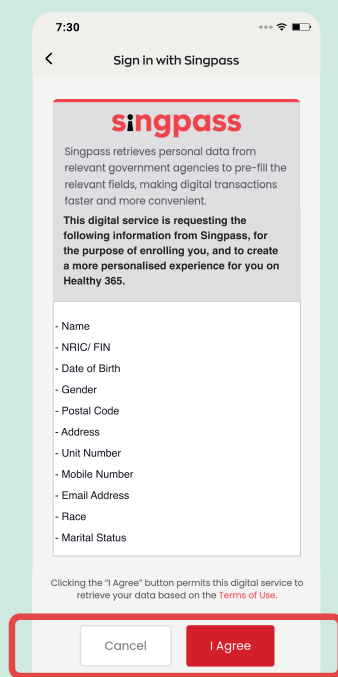 7:30
Sign in with Singpass
singpass
Singpass retrieves personal data from
relevant government agencies to pre-fill the
relevant fields, making digital transactions
faster and more convenient.
This digital service is requesting the
following information from Singpass, for
the purpose of enrolling you, and to create
a more personalised experience for you on
Healthy 365.
- Name
- NRIC/ FIN
- Date of Birth
- Gender
- Postal Code
- Address
- Unit Number
- Mobile Number
- Email Address
- Race
- Marital Status
Clicking the “I Agree” button permits this digital service to
retrieve your data based on the Terms of Use.
Cancel I Agree